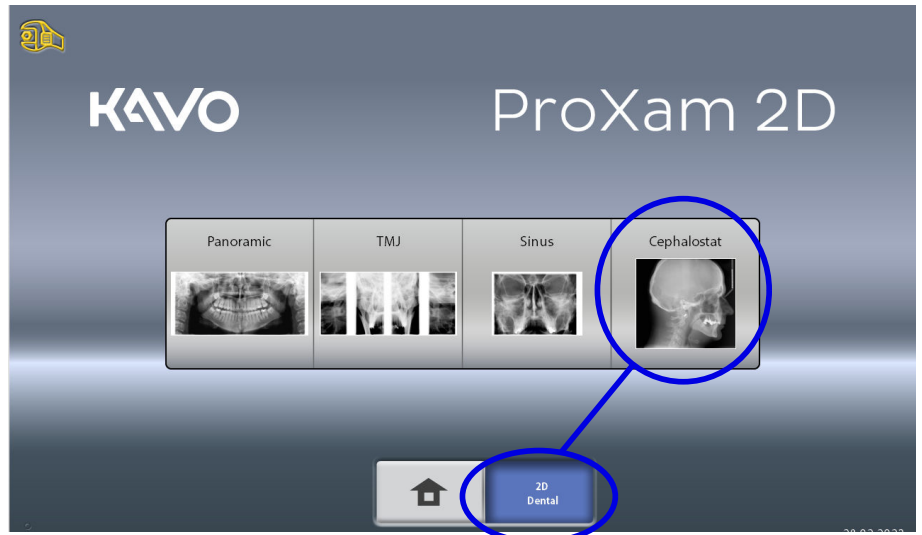 KAVO
ProXam 2D
Panoramic
TMJ
Sinus
Cephalostat
2D
Dental